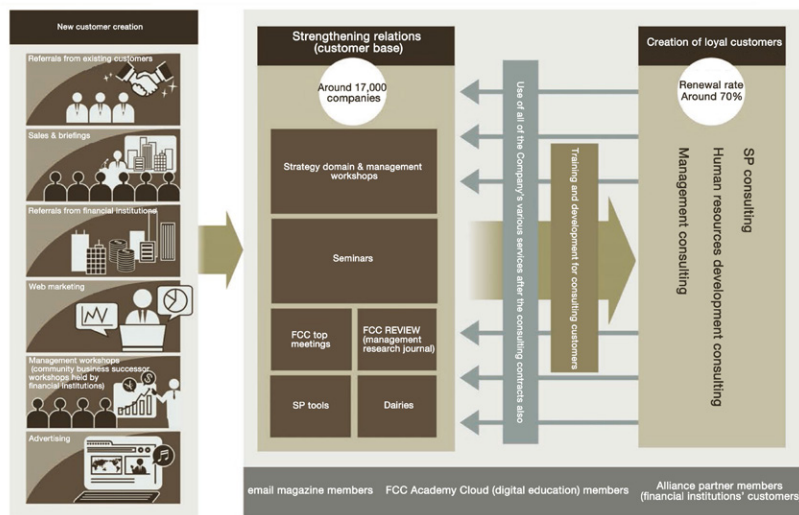 New customer creation
Referrals from existing customers
Sales & briefings
Referrals from financial institutions
Web marketing
Management workshops
(community business successor
workshops held by
financial institutions)
Advertising
Strengthening relations
(customer base)
Around 17,000
companies
Strategy domain & management
workshops
Seminars
FCC top
meetings
FCC REVIEW
(management
research journal)
SP tools
Dairies
Use of all of the Company's various services after the consulting contracts also
Training and development for consulting customers
Creation of loyal customers
Renewal rate
Around 70%
SP consulting
Human resources development consulting
Management consulting
email magazine members
FCC Academy Cloud (digital education) members
Alliance partner members
(financial institutions' customers)